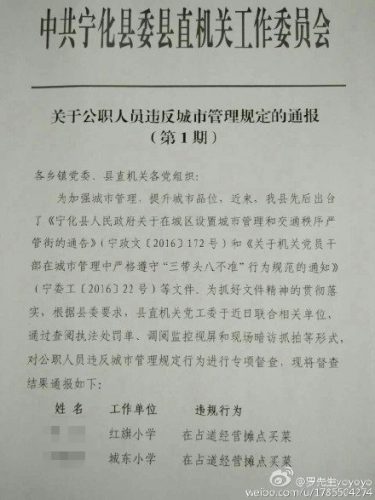 中共宁化县委县直机关工作委员会
关于公职人员违反城市管理规定的通报
（第1期）
各乡镇党委、县直机关各党组织：
为加强城市管理、提升城市品位，近来，我县先后出台
了《宁化县人民政府关于在城区设置城市管理和交通秩序严
管街的通告》（宁政文〔2016〕172号）和《关于机关党员干
部在城市管理中严格遵守“三带头八不准”行为规范的通知》
（宁委工〔2016〕22号）等文件。为抓好文件精神的贯彻落
实，根据县委要求，县直机关党工委于近日联合相关单位，
通过查阅执法处罚单、调阅监控视屏和现场暗访抓拍等形式，
对公职人员违反城市管理规定行为进行专项督查，现将督查
结果通报如下：
姓名 工作单位 违规行为
红旗小学 在占道经营摊点买菜
城东小学 在占道经营摊点买菜
@罗先生yoyoyo
weibo.com/u/1785504274